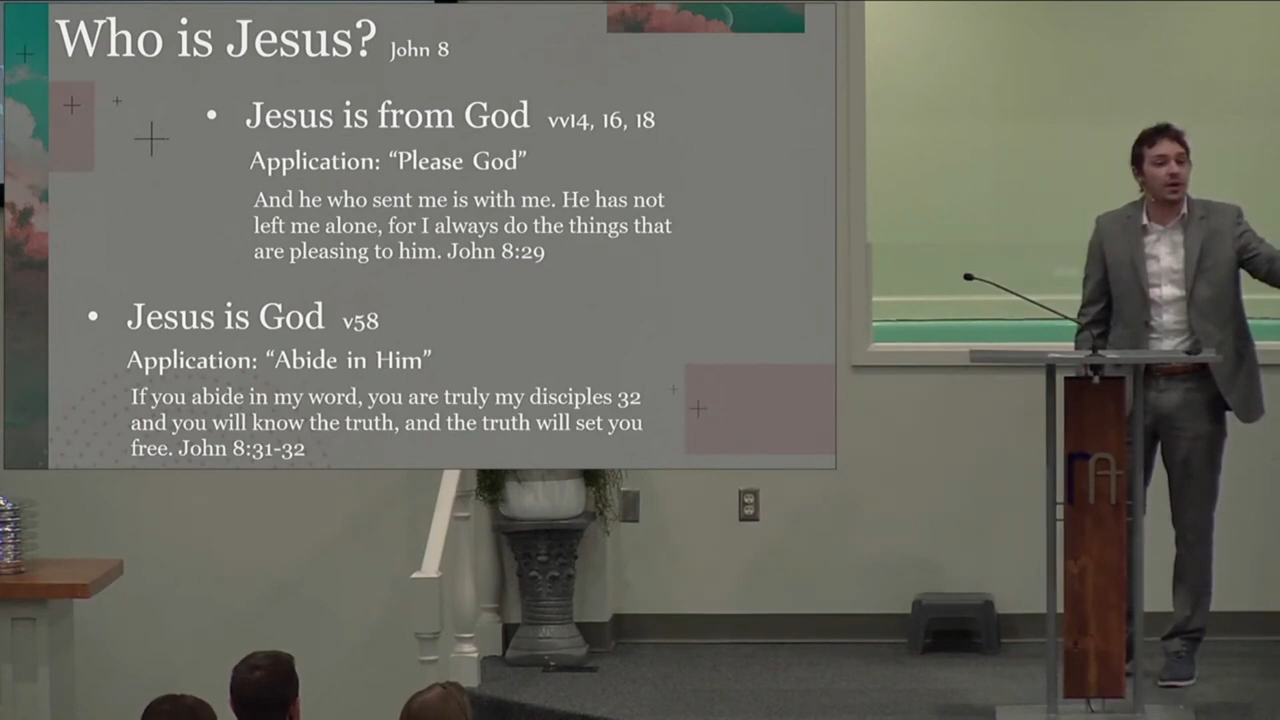 Who is Jesus? John 8
• Jesus is from God vv14, 16, 18
Application: “Please God”
And he who sent me is with me. He has not
left me alone, for I always do the things that
are pleasing to him. John 8:29
• Jesus is God v58
Application: “Abide in Him”
If you abide in my word, you are truly my disciples 32
and you will know the truth, and the truth will set you
free. John 8:31-32